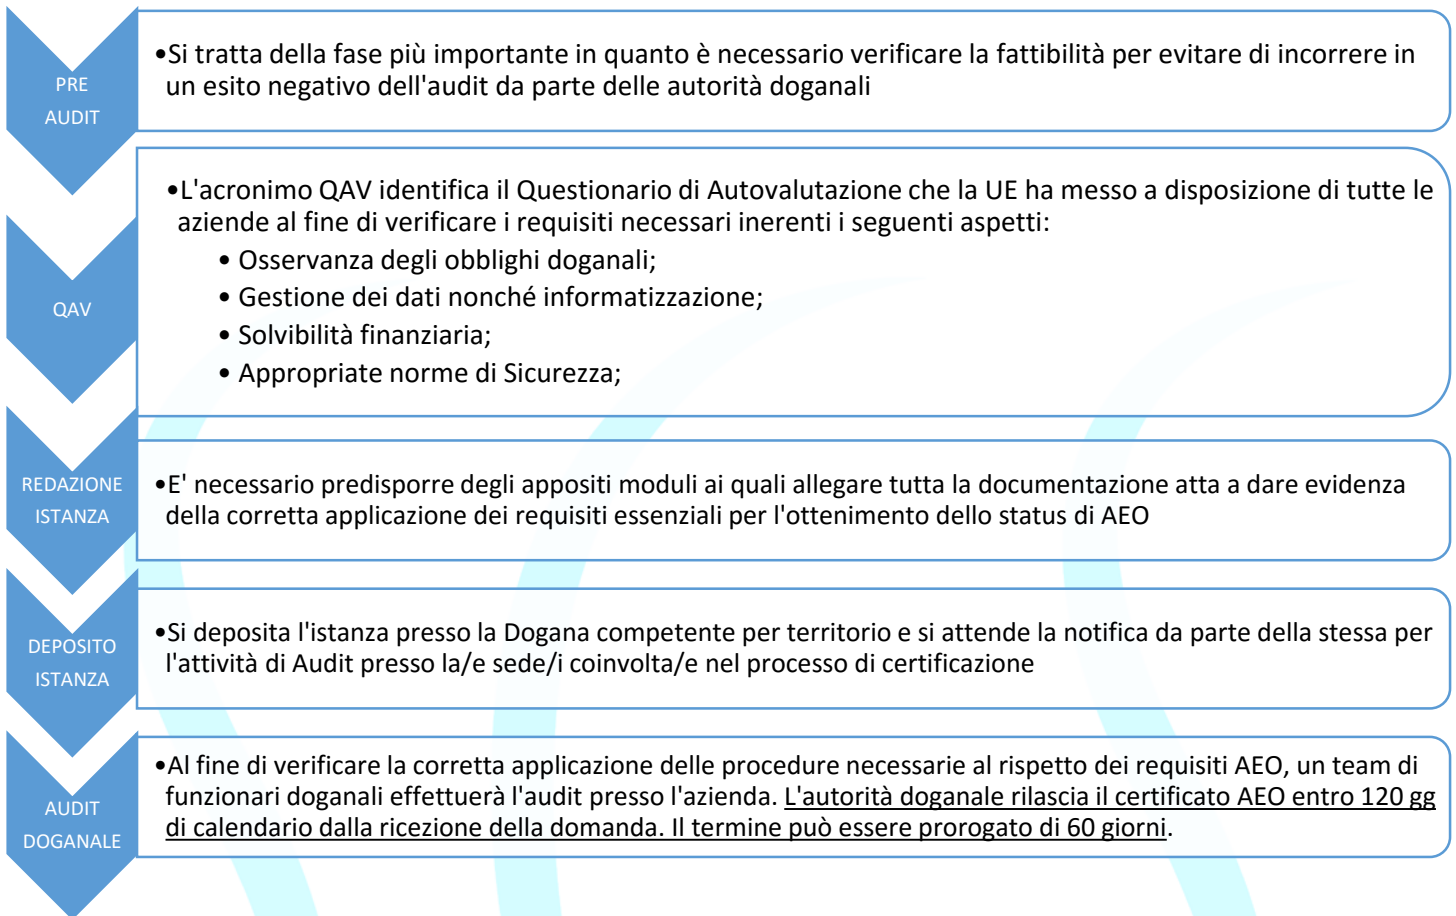 PRE
AUDIT
•Si tratta della fase più importante in quanto è necessario verificare la fattibilità per evitare di incorrere in
un esito negativo dell'audit da parte delle autorità doganali
QAV
•L'acronimo QAV identifica il Questionario di Autovalutazione che la UE ha messo a disposizione di tutte le
aziende al fine di verificare i requisiti necessari inerenti i seguenti aspetti:
• Osservanza degli obblighi doganali;
• Gestione dei dati nonché informatizzazione;
• Solvibilità finanziaria;
• Appropriate norme di Sicurezza;
REDAZIONE
ISTANZA
•E' necessario predisporre degli appositi moduli ai quali allegare tutta la documentazione atta a dare evidenza
della corretta applicazione dei requisiti essenziali per l'ottenimento dello status di AEO
DEPOSITO
ISTANZA
•Si deposita l'istanza presso la Dogana competente per territorio e si attende la notifica da parte della stessa per
l'attività di Audit presso la/e sede/i coinvolta/e nel processo di certificazione
AUDIT
DOGANALE
•Al fine di verificare la corretta applicazione delle procedure necessarie al rispetto dei requisiti AEO, un team di
funzionari doganali effettuerà l'audit presso l'azienda. L'autorità doganale rilascia il certificato AEO entro 120 gg
di calendario dalla ricezione della domanda. Il termine può essere prorogato di 60 giorni.